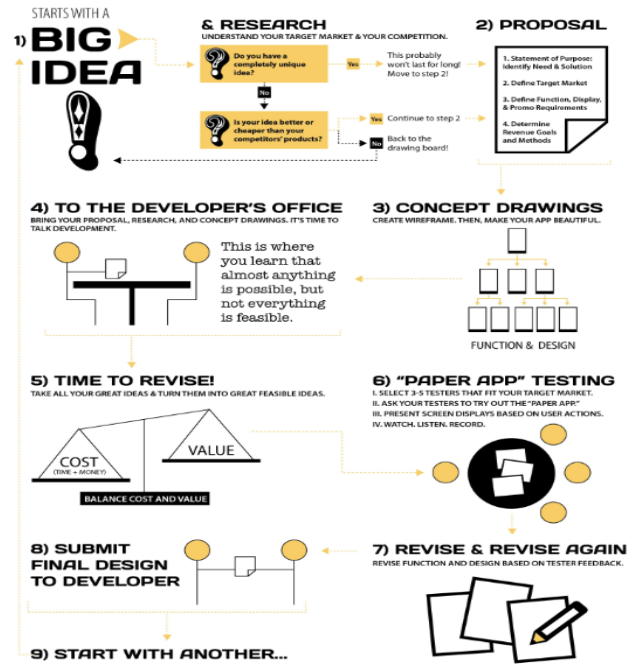 STARTS WITH A
1) BIG
IDEA
& RESEARCH
UNDERSTAND YOUR TARGET MARKET & YOUR COMPETITION.
Do you have a
completely unique
idea?
Yes
This probably
won't last for long!
Move to step 2!
No
Is your idea better or
cheaper than your
competitors' products?
Yes
Continue to step 2
No
Back to the
drawing board!
2) PROPOSAL
1. Statement of Purpose:
Identify Need & Solution
2. Define Target Market
3. Define Function, Display,
& Promo Requirements
4. Determine
Revenue Goals
and Methods
3) CONCEPT DRAWINGS
CREATE WIREFRAME. THEN, MAKE YOUR APP BEAUTIFUL.
FUNCTION & DESIGN
4) TO THE DEVELOPER'S OFFICE
BRING YOUR PROPOSAL, RESEARCH, AND CONCEPT DRAWINGS. IT'S TIME TO
TALK DEVELOPMENT.
This is where
you learn that
almost anything
is possible, but
not everything
is feasible.
5) TIME TO REVISE!
TAKE ALL YOUR GREAT IDEAS & TURN THEM INTO GREAT FEASIBLE IDEAS.
COST
(TIME + MONEY)
VALUE
BALANCE COST AND VALUE
6) "PAPER APP" TESTING
I. SELECT 3-5 TESTERS THAT FIT YOUR TARGET MARKET.
II. ASK YOUR TESTERS TO TRY OUT THE "PAPER APP."
III. PRESENT SCREEN DISPLAYS BASED ON USER ACTIONS.
IV. WATCH. LISTEN. RECORD.
7) REVISE & REVISE AGAIN
REVISE FUNCTION AND DESIGN BASED ON TESTER FEEDBACK.
8) SUBMIT
FINAL DESIGN
TO DEVELOPER
9) START WITH ANOTHER...